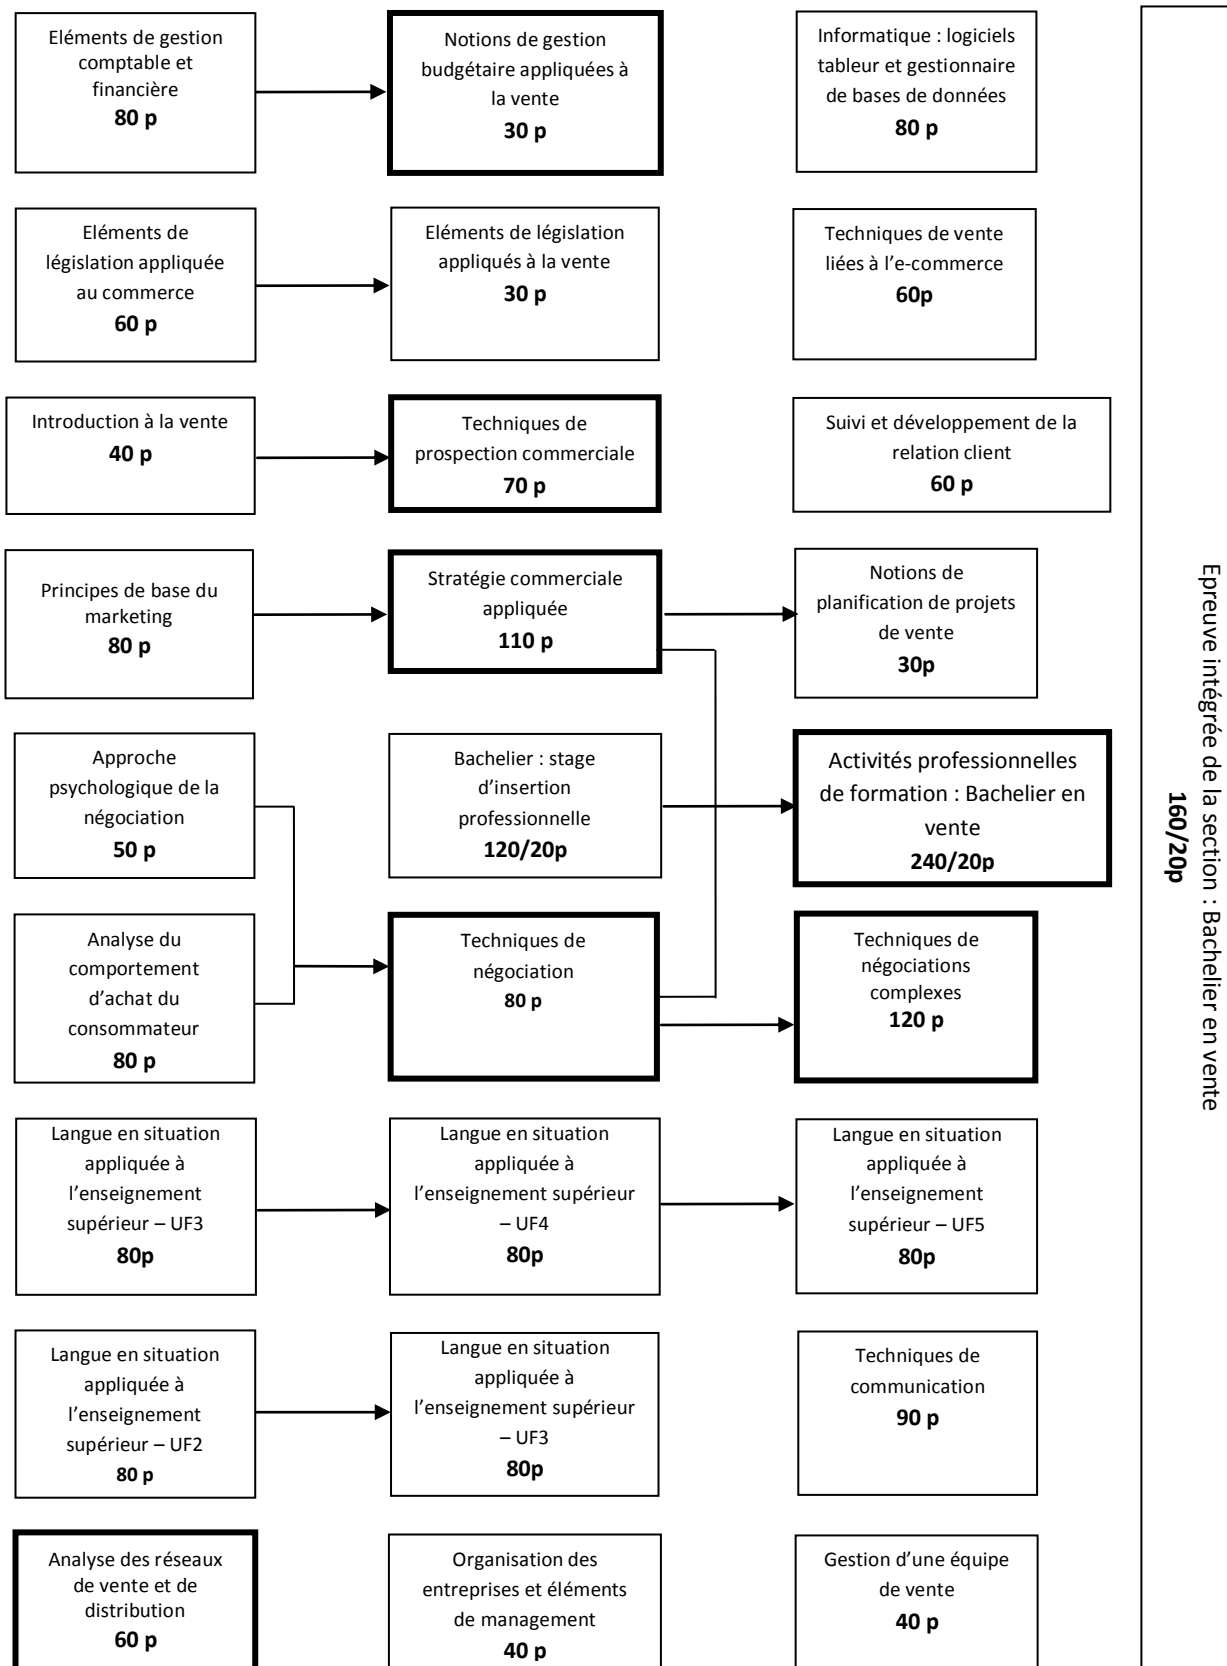 Eléments de gestion
comptable et
financière
80 p
Notions de gestion
budgétaire appliquées à
la vente
30 p
Informatique : logiciels
tableur et gestionnaire
de bases de données
80 p
Eléments de
législation appliquée
au commerce
60 p
Eléments de législation
appliqués à la vente
30 p
Techniques de vente
liées à l’e-commerce
60p
Introduction à la vente
40 p
Techniques de
prospection commerciale
70 p
Suivi et développement de la
relation client
60 p
Principes de base du
marketing
80 p
Stratégie commerciale
appliquée
110 p
Notions de
planification de projets
de vente
30p
Approche
psychologique de la
négociation
50 p
Bachelier : stage
d’insertion
professionnelle
120/20p
Activités professionnelles
de formation : Bachelier en
vente
240/20p
Analyse du
comportement
d’achat du
consommateur
80 p
Techniques de
négociation
80 p
Techniques de
négociations
complexes
120 p
Langue en situation
appliquée à
l’enseignement
supérieur – UF3
80p
Langue en situation
appliquée à
l’enseignement supérieur
– UF4
80p
Langue en situation
appliquée à
l’enseignement
supérieur – UF5
80p
Langue en situation
appliquée à
l’enseignement
supérieur – UF2
80 p
Langue en situation
appliquée à
l’enseignement supérieur
– UF3
80p
Techniques de
communication
90 p
Analyse des réseaux
de vente et de
distribution
60 p
Organisation des
entreprises et éléments
de management
40 p
Gestion d’une équipe
de vente
40 p
Epreuve intégrée de la section : Bachelier en vente
160/20p